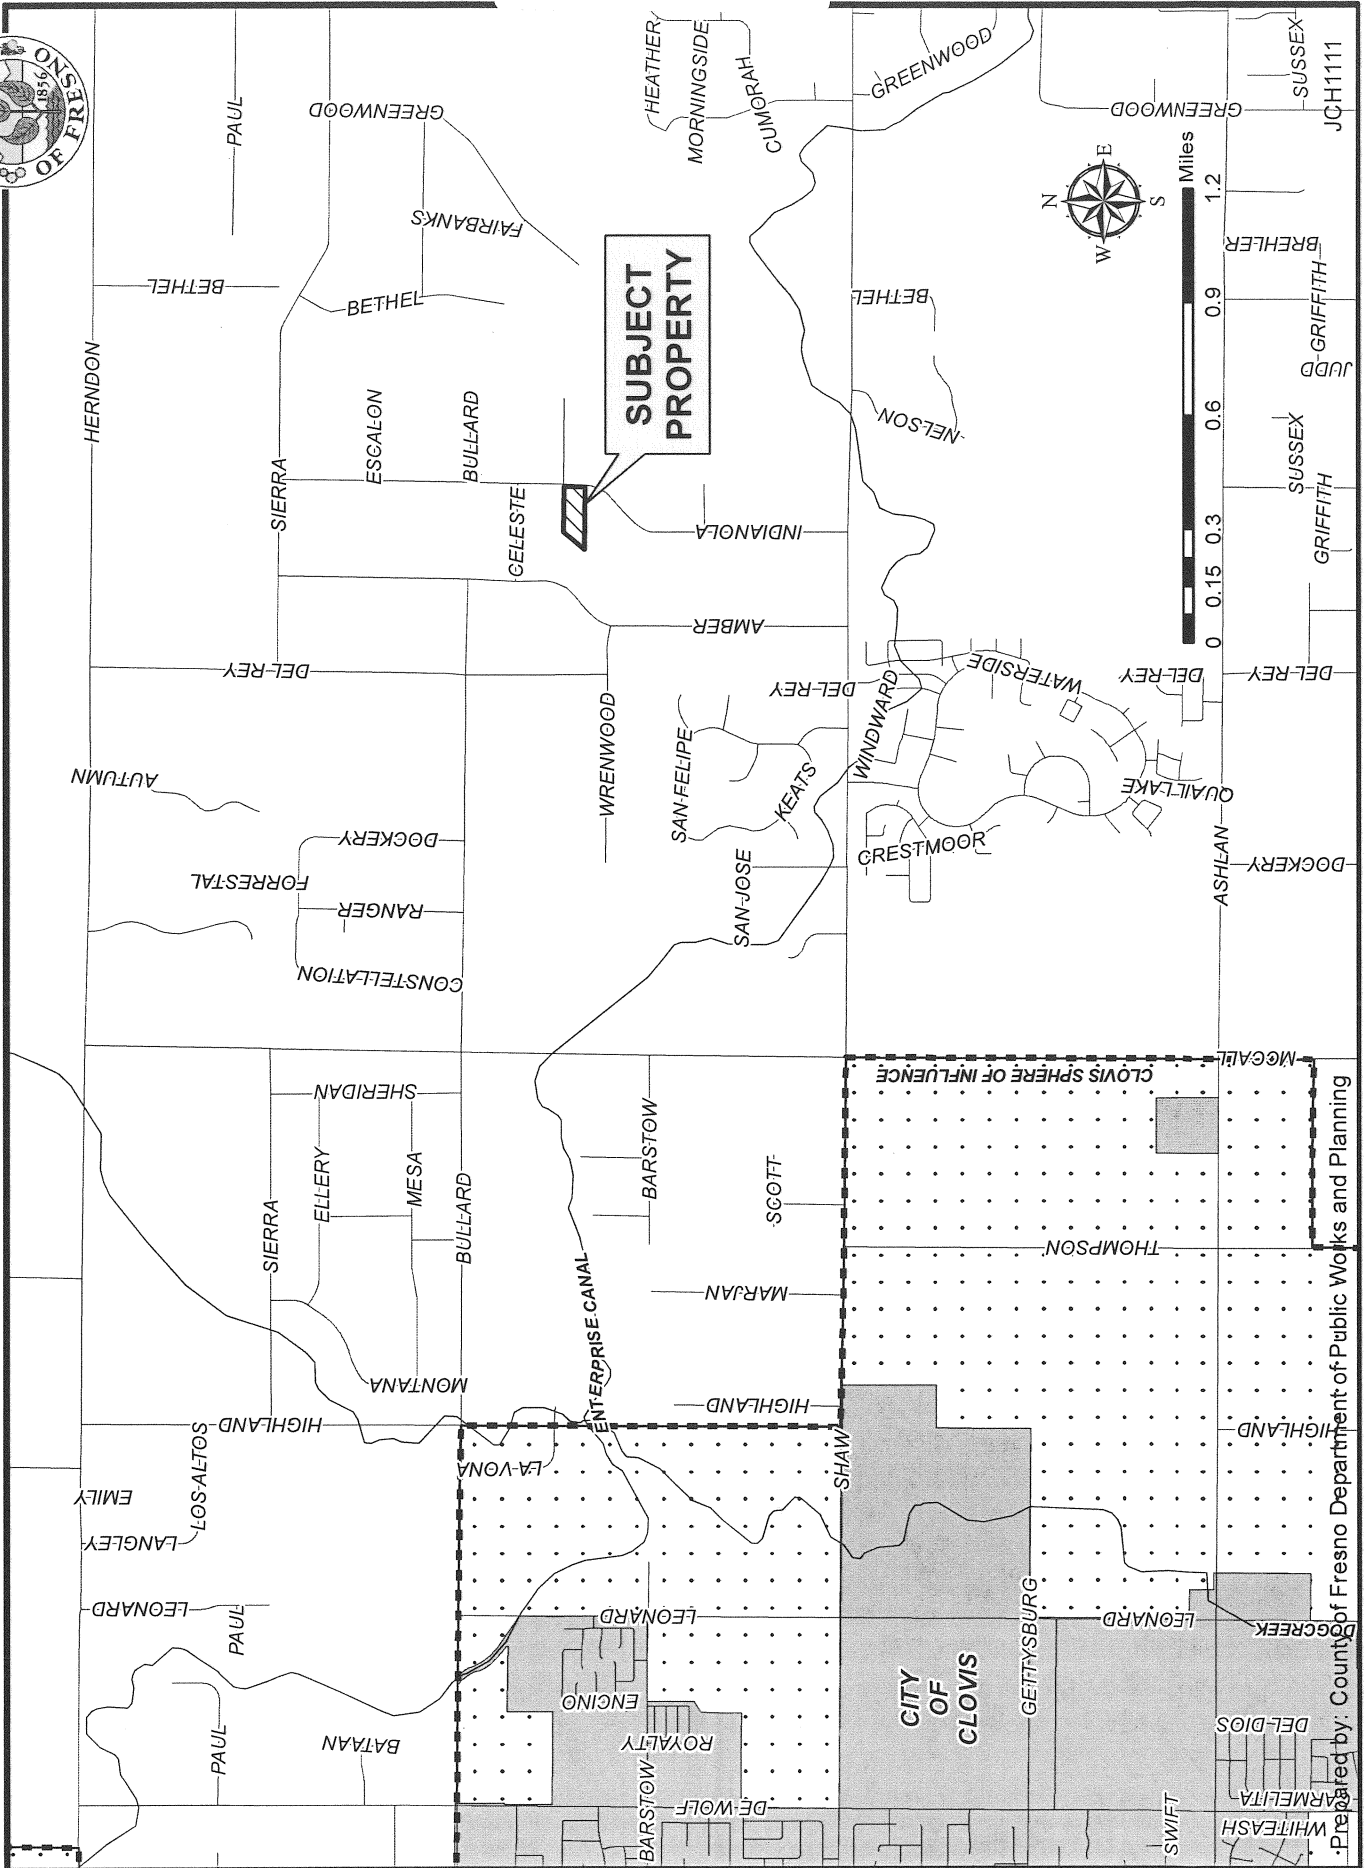 OF FRESNO
1856
HERNDON
PAUL
BETHEL
GREENWOOD
FAIRBANKS
BETHEL
SIERRA
ESCALON
BULLARD
CELESTE
SUBJECT
PROPERTY
HEATHER
MORNINGSIDE
CUMORAH
GREENWOOD
GREENWOOD
SUSSEX
JCH1111
INDIANOLA
AMBER
DEL REY
WRENWOOD
SAN FELIPE
KEATS
SAN JOSE
DEL REY
WINDWARD
CRESTMOOR
WATERSIDE
QUAIL LAKE
DEL REY
DEL REY
ASHLAN
DOCKERY
BETHEL
NELSON
BREHLER
GRIFFITH
JUDD
SUSSEX
GRIFFITH
N
E
S
W
Miles
0 0.15 0.3 0.6 0.9 1.2
AUTUMN
DOCKERY
FORRESTAL
RANGER
CONSTELLATION
SHERIDAN
ELLERY
MESA
SIERRA
BULLARD
MONTANA
HIGHLAND
BARSTOW
SCOTT
MARJAN
HIGHLAND
ENTERPRISE CANAL
LA VONA
LOS ALTOS
EMILY
LANGLEY
LEONARD
PAUL
PAUL
BATAAN
LEONARD
ENCINO
ROYALTY
BARSTOW
DE WOLF
SHAW
CITY
OF
CLOVIS
GETTYSBURG
LEONARD
DOGCREEK
DEL DIOS
ARMELITA
WHITEASH
SWIFT
HIGHLAND
THOMPSON
MCCALL
CLOVIS SPHERE OF INFLUENCE
Prepared by: County of Fresno Department of Public Works and Planning